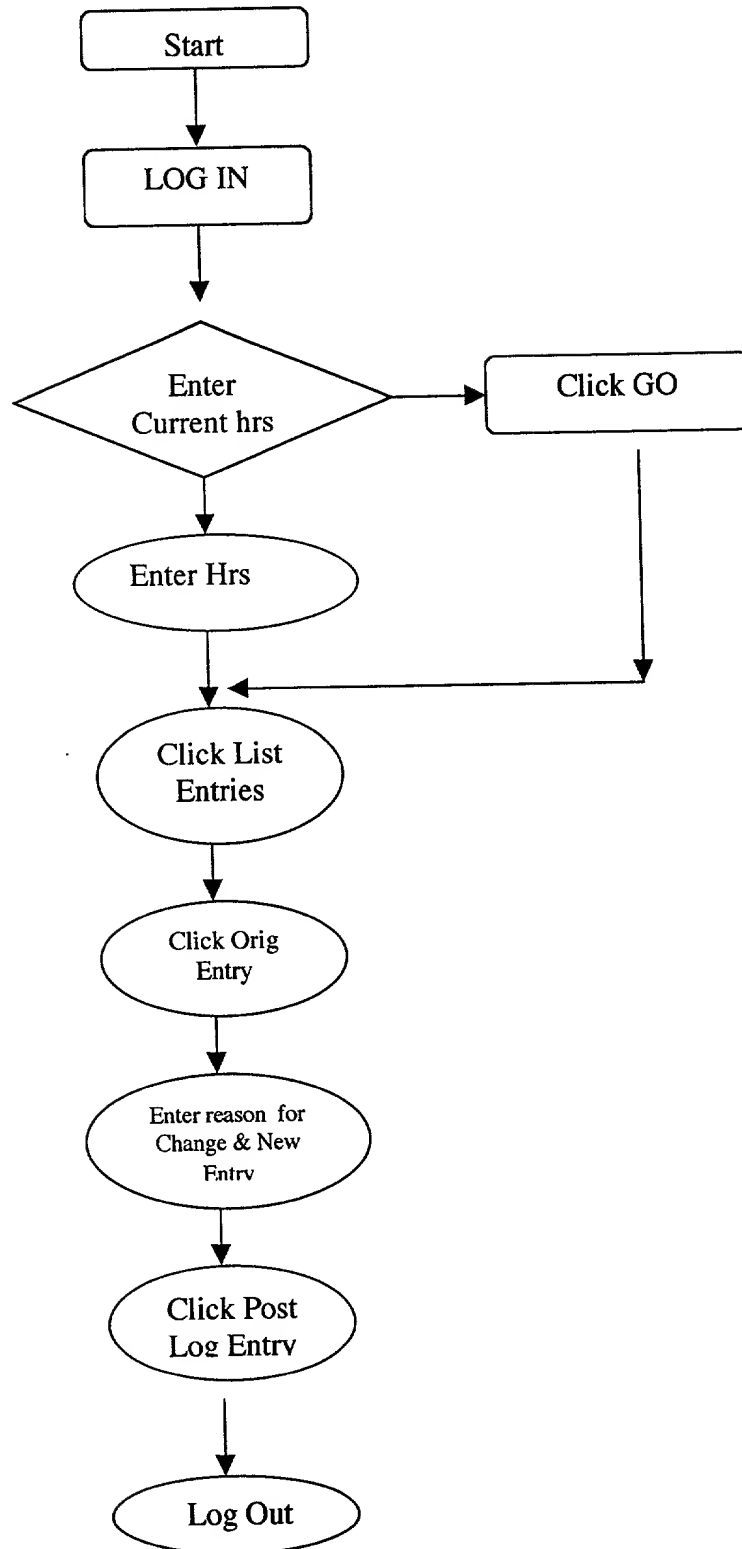 Start
LOG IN
Enter
Current hrs
Click GO
Enter Hrs
Click List
Entries
Click Orig
Entry
Enter reason for
Change & New
Entry
Click Post
Log Entry
Log Out